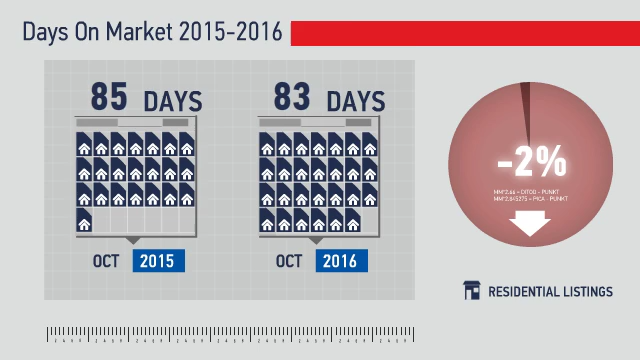 Days On Market 2015-2016
85 DAYS
83 DAYS
OCT 2015
OCT 2016
-2%
RESIDENTIAL LISTINGS